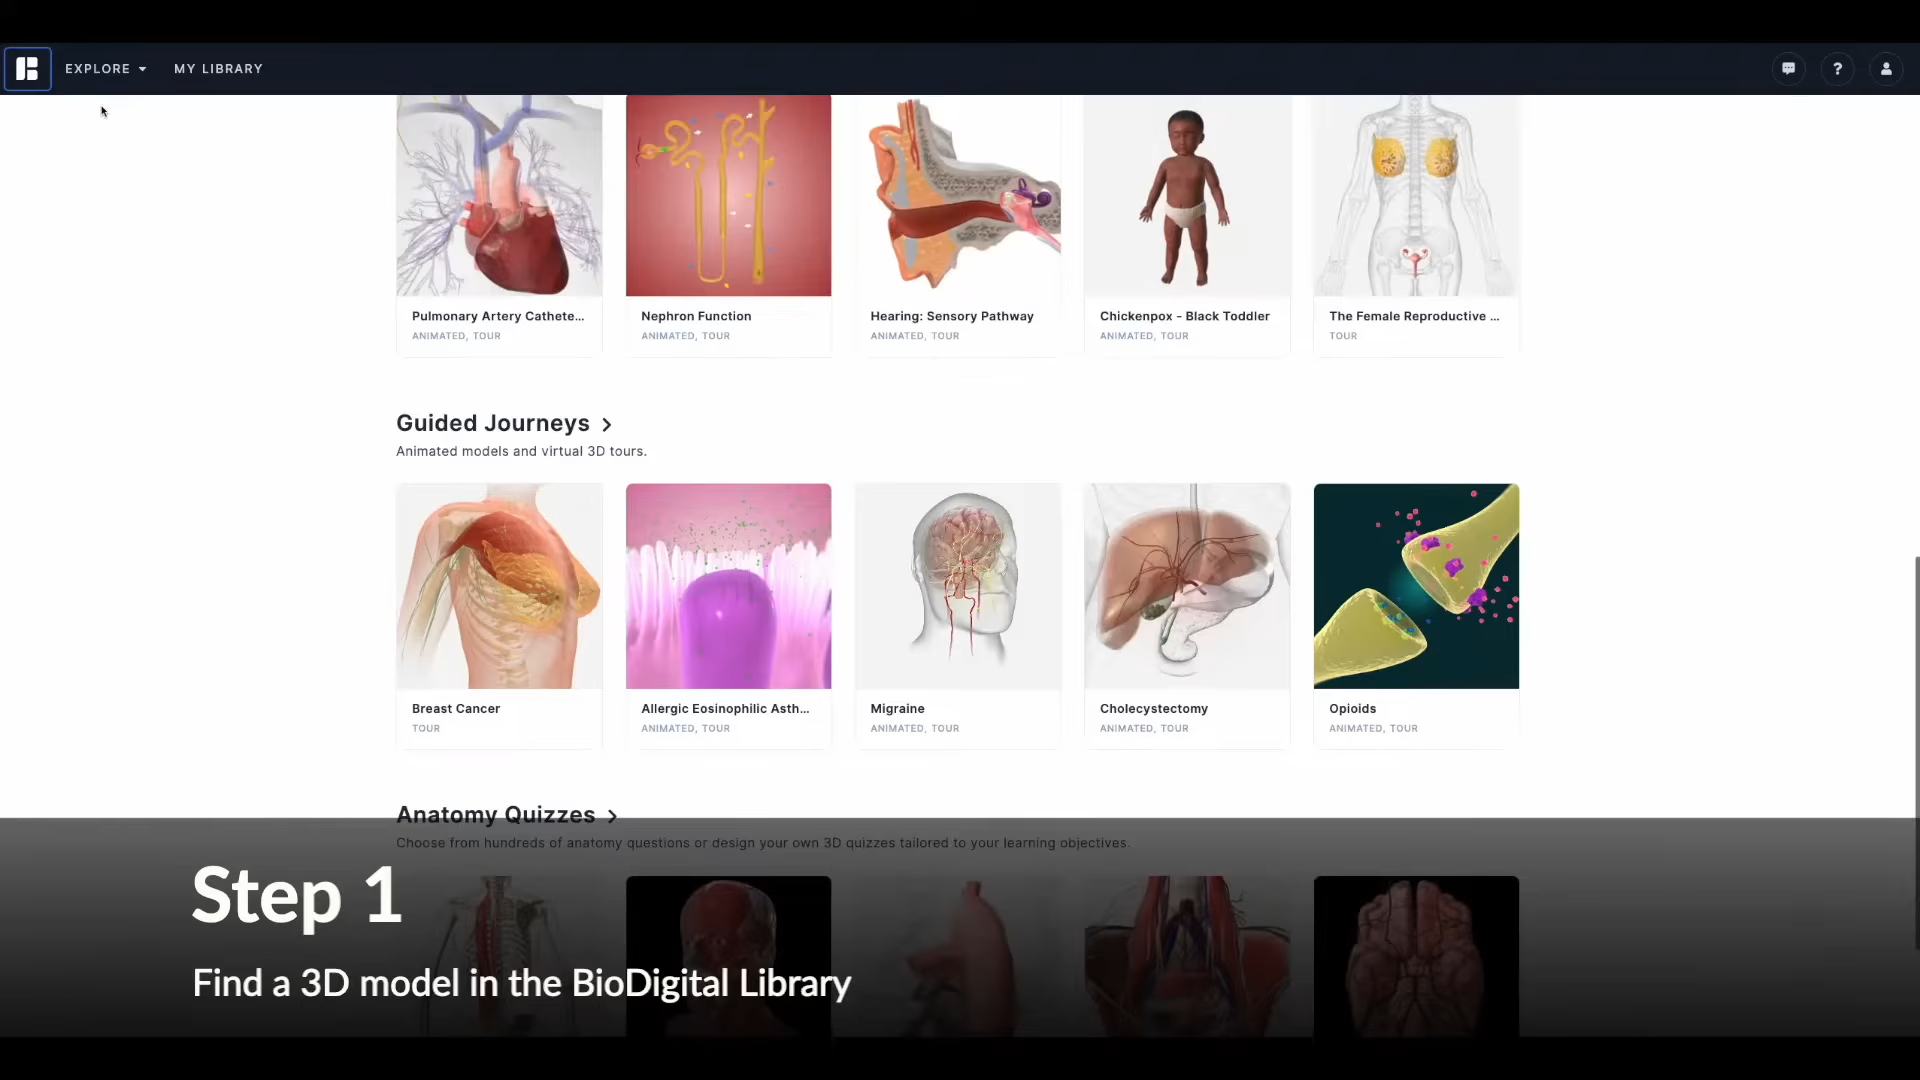 EXPLORE
MY LIBRARY
?
Pulmonary Artery Cathete...
ANIMATED, TOUR
Nephron Function
ANIMATED, TOUR
Hearing: Sensory Pathway
ANIMATED, TOUR
Chickenpox - Black Toddler
ANIMATED, TOUR
The Female Reproductive ...
TOUR
Guided Journeys >
Animated models and virtual 3D tours.
Breast Cancer
TOUR
Allergic Eosinophilic Asth...
ANIMATED, TOUR
Migraine
ANIMATED, TOUR
Cholecystectomy
ANIMATED, TOUR
Opioids
ANIMATED, TOUR
Anatomy Quizzes >
Choose from hundreds of anatomy questions or design your own 3D quizzes tailored to your learning objectives.
Step 1
Find a 3D model in the BioDigital Library